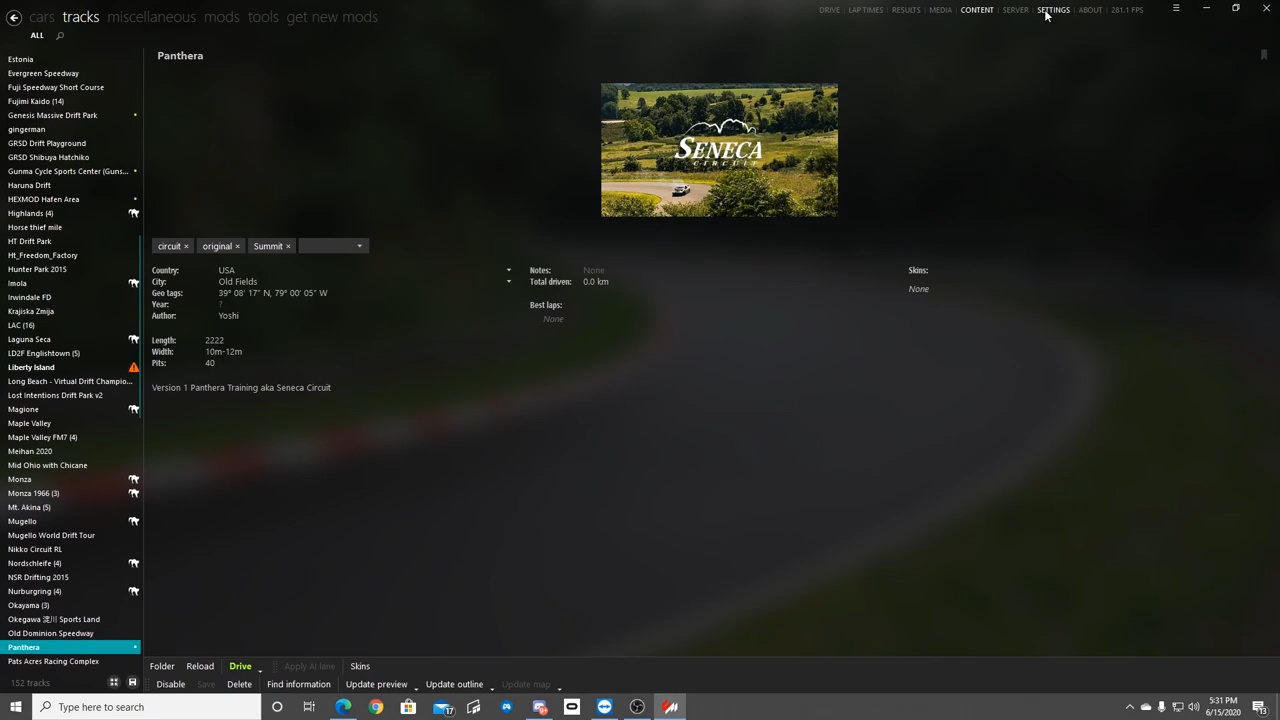 cars tracks miscellaneous mods tools get new mods
DRIVE | LAP TIMES | RESULTS | MEDIA | CONTENT | SERVER | SETTINGS | ABOUT | 281.1 FPS
ALL
Estonia
Evergreen Speedway
Fuji Speedway Short Course
Fujimi Kaido (14)
Genesis Massive Drift Park
gingerman
GRSD Drift Playground
GRSD Shibuya Hatchiko
Gunma Cycle Sports Center (Guns...
Haruna Drift
HEXMOD Hafen Area
Highlands (4)
Horse thief mile
HT Drift Park
Ht_Freedom_Factory
Hunter Park 2015
Imola
Irwindale FD
Krajiska Zmija
LAC (16)
Laguna Seca
LD2F Englishtown (5)
Liberty Island
Long Beach - Virtual Drift Champio...
Lost Intentions Drift Park v2
Magione
Maple Valley
Maple Valley FM7 (4)
Meihan 2020
Mid Ohio with Chicane
Monza
Monza 1966 (3)
Mt. Akina (5)
Mugello
Mugello World Drift Tour
Nikko Circuit RL
Nordschleife (4)
NSR Drifting 2015
Nurburgring (4)
Okayama (3)
Okegawa 淀川 Sports Land
Old Dominion Speedway
Panthera
Pats Acres Racing Complex
152 tracks
Panthera
SENECA
CIRCUIT
circuit × original × Summit ×
Country: USA
City: Old Fields
Geo tags: 39° 08' 17" N, 79° 00' 05" W
Year: ?
Author: Yoshi
Length: 2222
Width: 10m-12m
Pits: 40
Version 1 Panthera Training aka Seneca Circuit
Notes: None
Total driven: 0.0 km
Best laps:
None
Skins:
None
Folder Reload Drive Apply AI lane Skins
Disable Save Delete Find information Update preview Update outline Update map
Type here to search
17
5:31 PM
6/15/2020
13